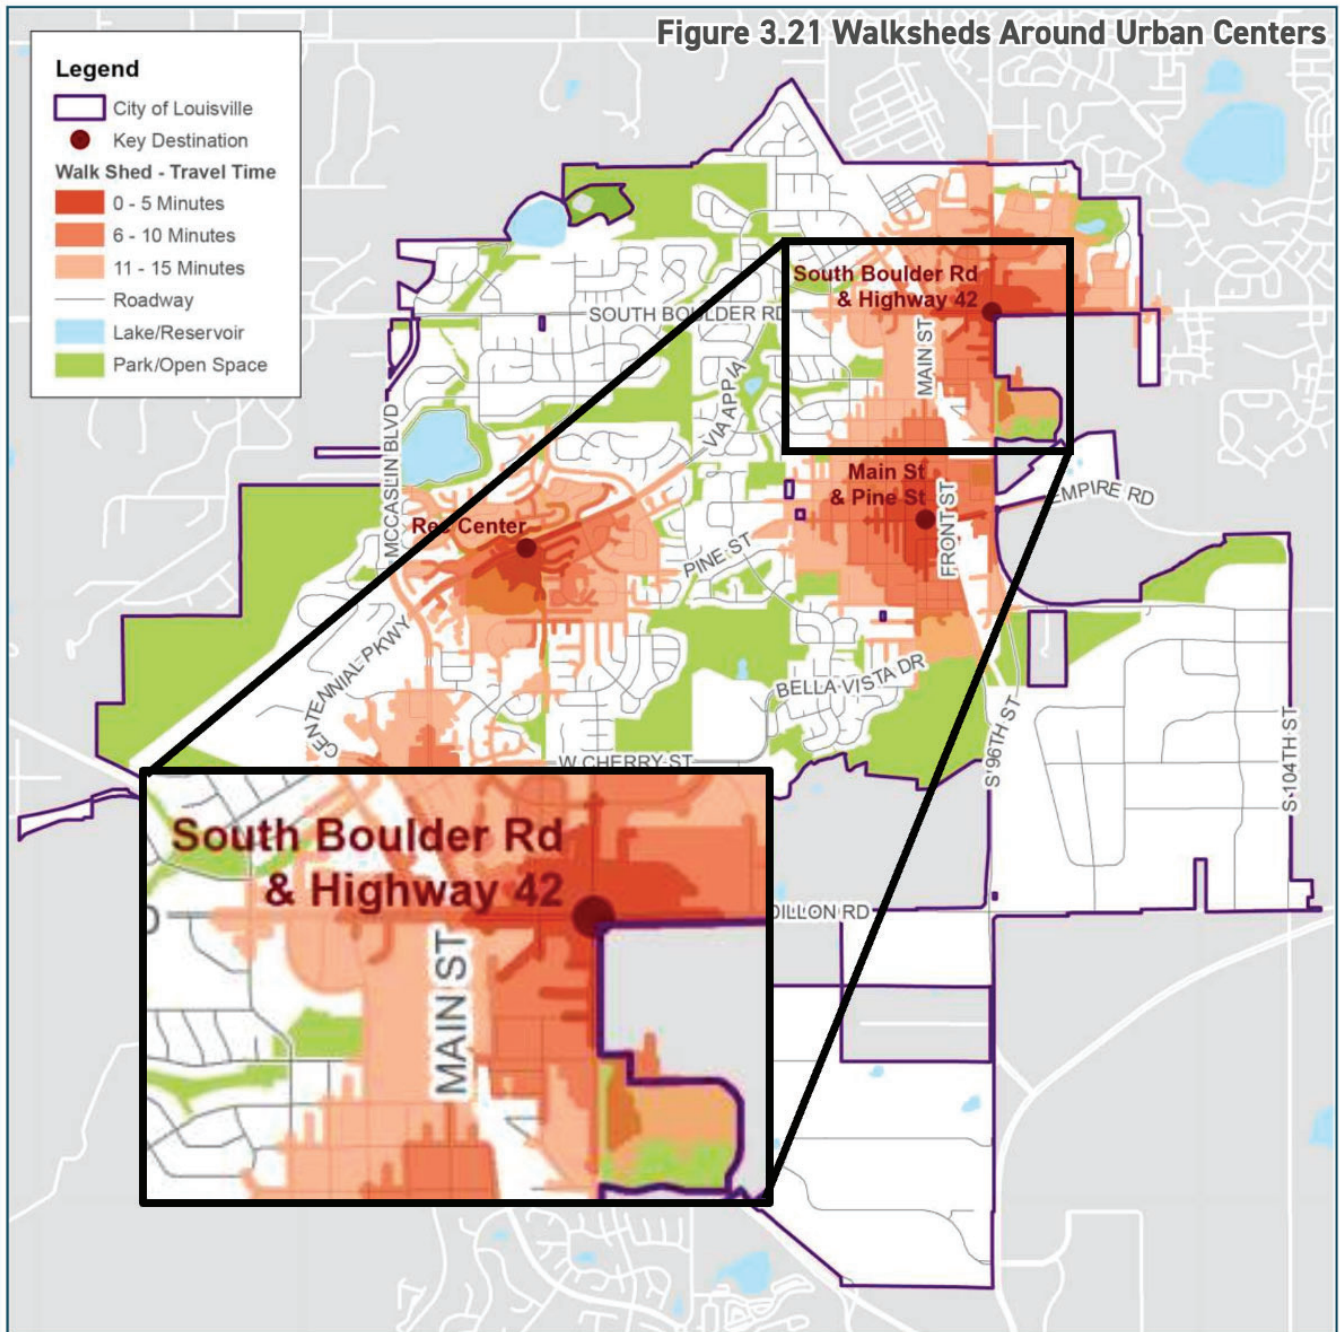 Figure 3.21 Walksheds Around Urban Centers
Legend
City of Louisville
Key Destination
Walk Shed - Travel Time
0 - 5 Minutes
6 - 10 Minutes
11 - 15 Minutes
Roadway
Lake/Reservoir
Park/Open Space
South Boulder Rd
& Highway 42
SOUTH BOULDER RD
MAIN ST
VIA APPIA
MCCASLIN BLVD
Main St
& Pine St
EMPIRE RD
Rec Center
FRONT ST
PINE ST
CENTENNIAL PKWY
BELLA VISTA DR
S 96TH ST
S 104TH ST
W CHERRY ST
South Boulder Rd
& Highway 42
D
MAIN ST
DILLON RD